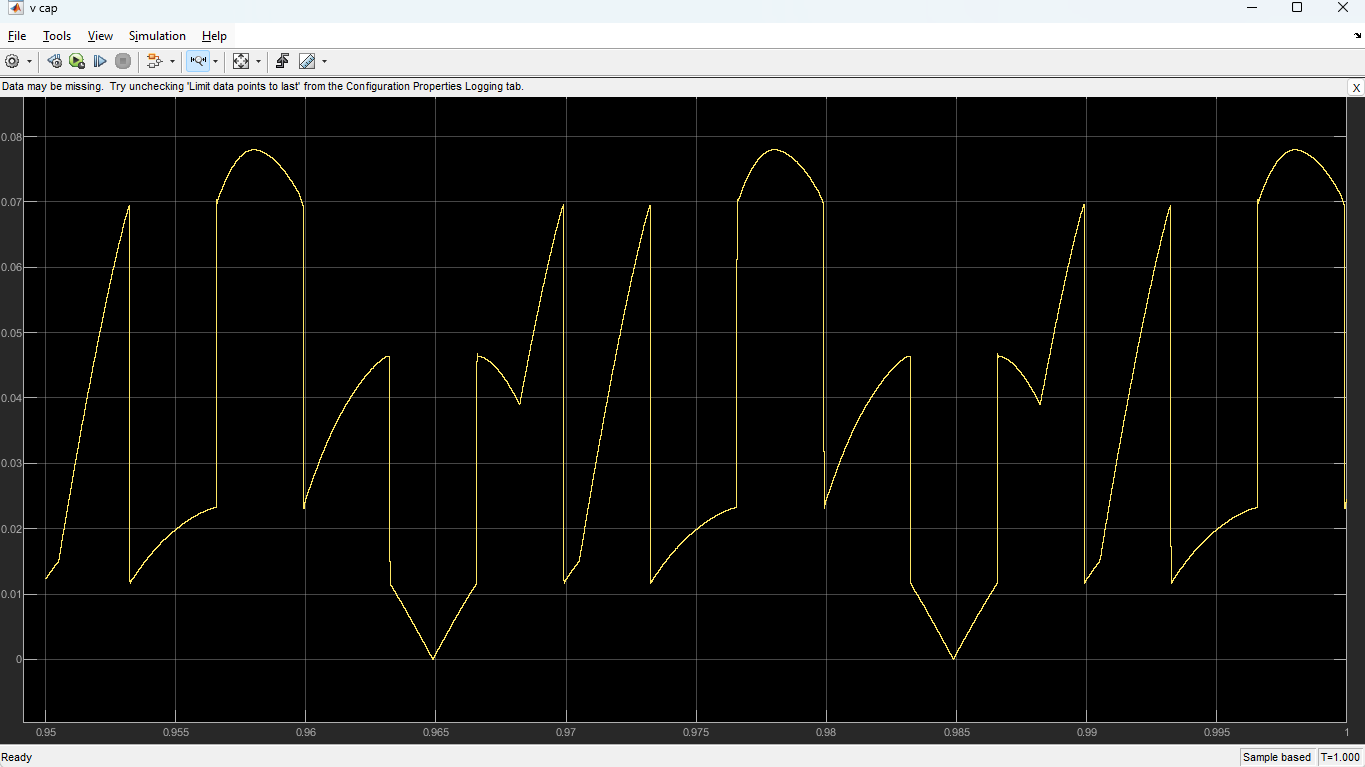 v cap
File Tools View Simulation Help
Data may be missing. Try unchecking 'Limit data points to last' from the Configuration Properties Logging tab.
X
0.08
0.07
0.06
0.05
0.04
0.03
0.02
0.01
0
0.95 0.955 0.96 0.965 0.97 0.975 0.98 0.985 0.99 0.995 1
Ready
Sample based T=1.000